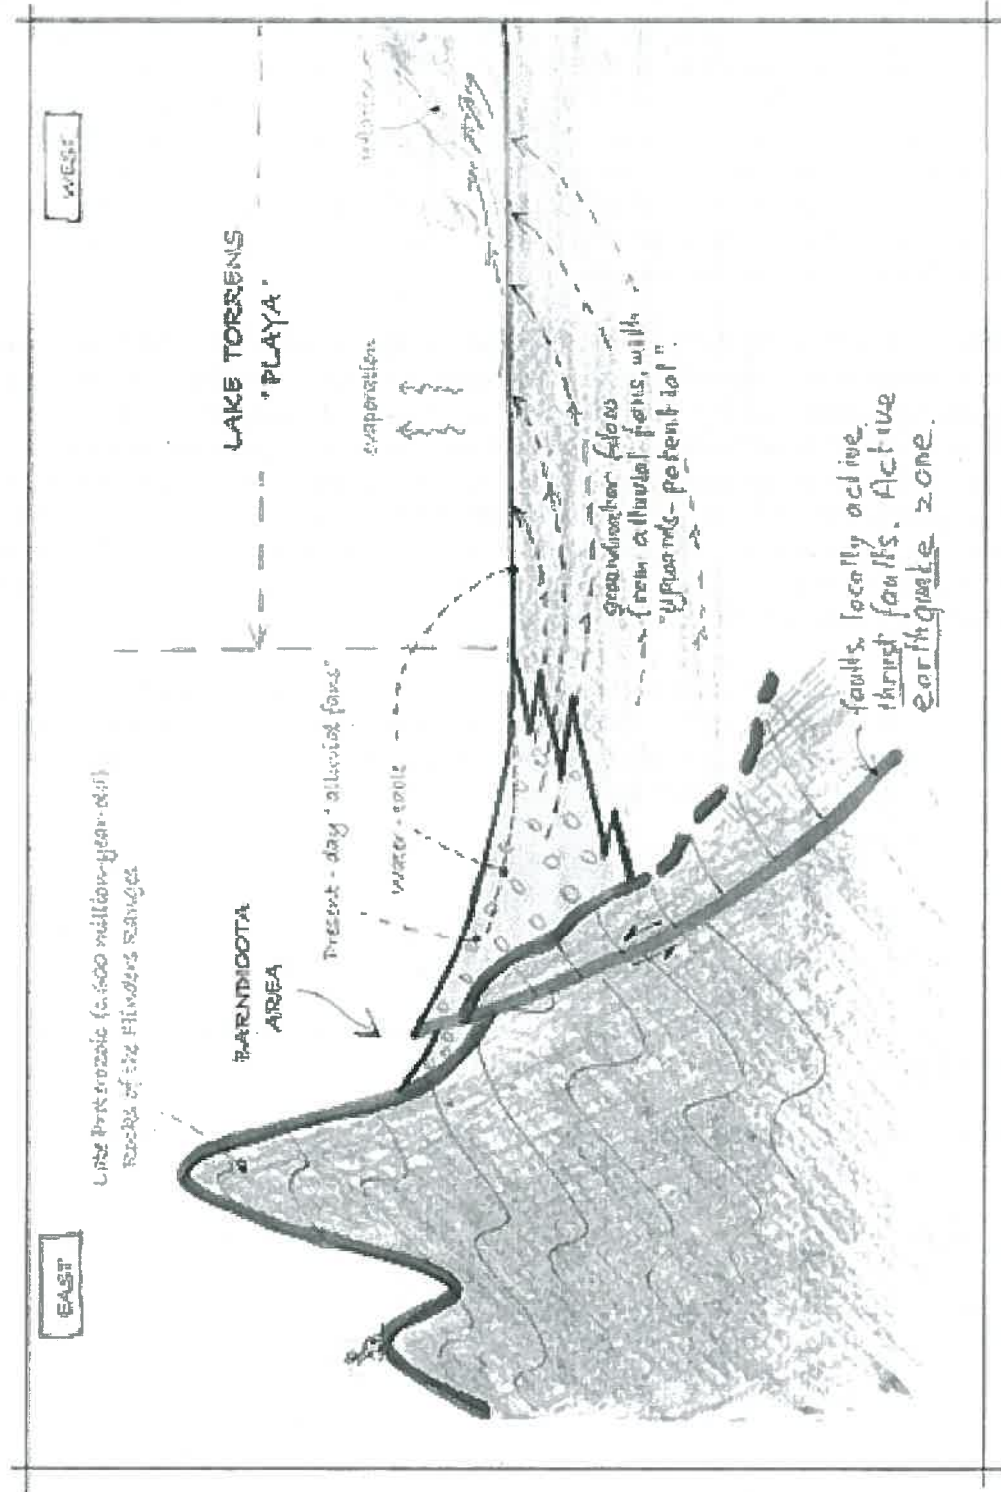 EAST
WEST
Late Proterozoic (c. 600 million-year-old)
Rocks of the Flinders Ranges
BARNDIOOTA
AREA
Present-day "alluvial fans"
water-table
LAKE TORRENS
"PLAYA"
evaporation
groundwater flow
from alluvial fans, with
"upwards-potential".
faults locally active
thrust faults. Active
earthquake zone.